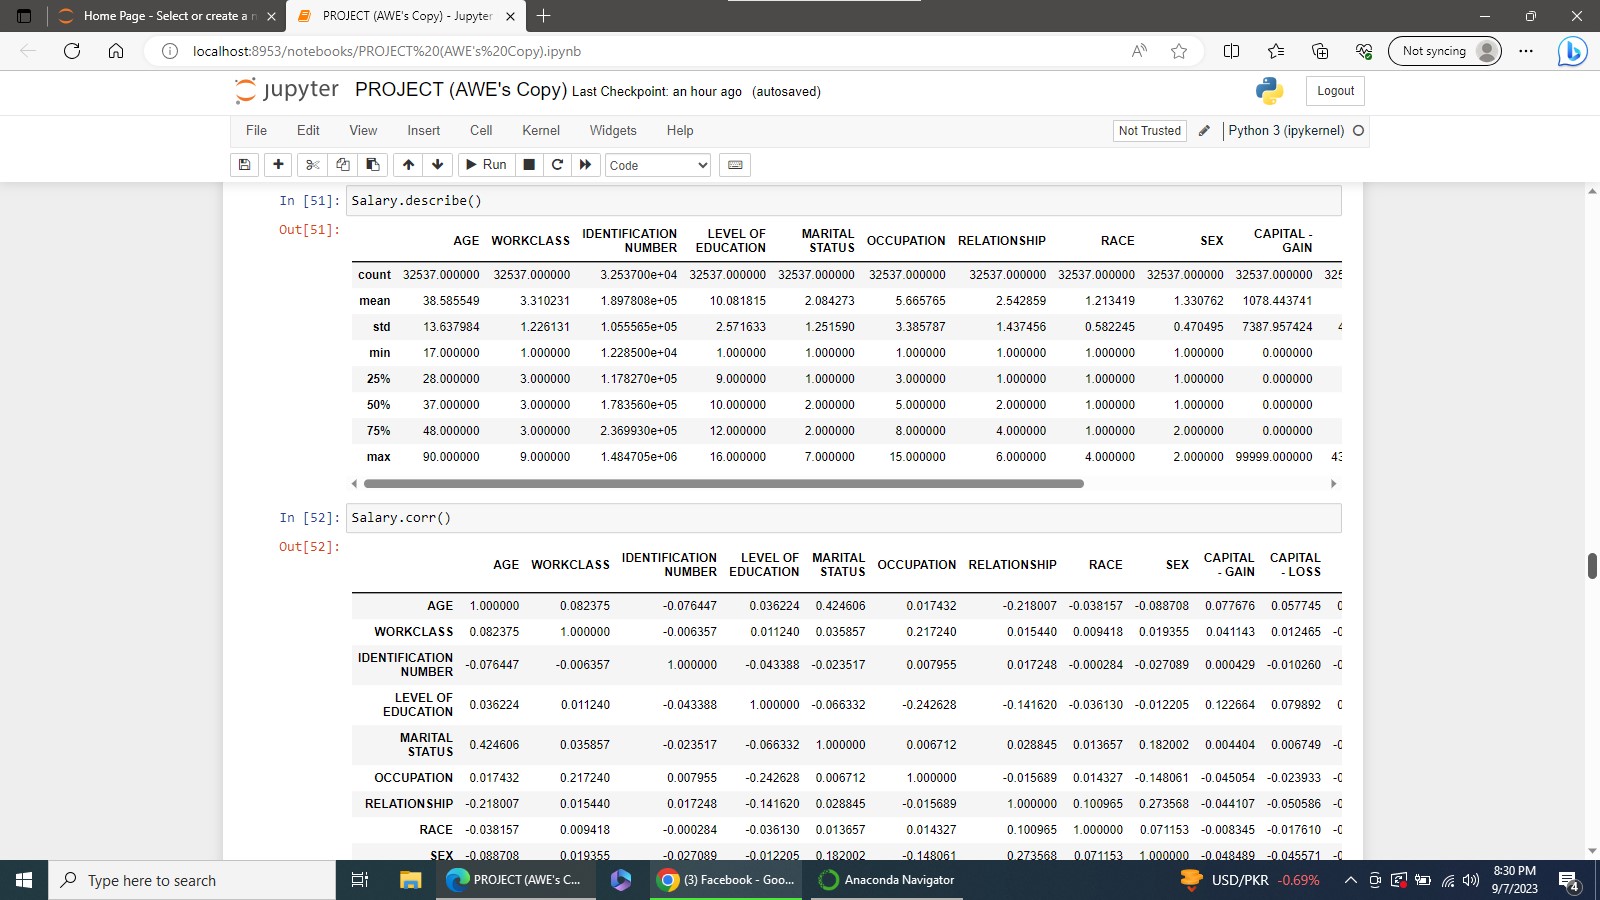 Home Page - Select or create a n
PROJECT (AWE's Copy) - Jupyter
localhost:8953/notebooks/PROJECT%20(AWE's%20Copy).ipynb
Not syncing
jupyter PROJECT (AWE's Copy) Last Checkpoint: an hour ago (autosaved)
Logout
File Edit View Insert Cell Kernel Widgets Help
Not Trusted
Python 3 (ipykernel)
Run
Code
In [51]: Salary.describe()
Out[51]:
AGE WORKCLASS IDENTIFICATION NUMBER LEVEL OF EDUCATION MARITAL STATUS OCCUPATION RELATIONSHIP RACE SEX CAPITAL - GAIN
count 32537.000000 32537.000000 3.253700e+04 32537.000000 32537.000000 32537.000000 32537.000000 32537.000000 32537.000000 32537.000000 325
mean 38.585549 3.310231 1.897808e+05 10.081815 2.084273 5.665765 2.542859 1.213419 1.330762 1078.443741
std 13.637984 1.226131 1.055565e+05 2.571633 1.251590 3.385787 1.437456 0.582245 0.470495 7387.957424 4
min 17.000000 1.000000 1.228500e+04 1.000000 1.000000 1.000000 1.000000 1.000000 1.000000 0.000000
25% 28.000000 3.000000 1.178270e+05 9.000000 1.000000 3.000000 1.000000 1.000000 1.000000 0.000000
50% 37.000000 3.000000 1.783560e+05 10.000000 2.000000 5.000000 2.000000 1.000000 1.000000 0.000000
75% 48.000000 3.000000 2.369930e+05 12.000000 2.000000 8.000000 4.000000 1.000000 2.000000 0.000000
max 90.000000 9.000000 1.484705e+06 16.000000 7.000000 15.000000 6.000000 4.000000 2.000000 99999.000000 43
In [52]: Salary.corr()
Out[52]:
AGE WORKCLASS IDENTIFICATION NUMBER LEVEL OF EDUCATION MARITAL STATUS OCCUPATION RELATIONSHIP RACE SEX CAPITAL - GAIN CAPITAL - LOSS
AGE 1.000000 0.082375 -0.076447 0.036224 0.424606 0.017432 -0.218007 -0.038157 -0.088708 0.077676 0.057745 0
WORKCLASS 0.082375 1.000000 -0.006357 0.011240 0.035857 0.217240 0.015440 0.009418 0.019355 0.041143 0.012465 -0
IDENTIFICATION NUMBER -0.076447 -0.006357 1.000000 -0.043388 -0.023517 0.007955 0.017248 -0.000284 -0.027089 0.000429 -0.010260 -0
LEVEL OF EDUCATION 0.036224 0.011240 -0.043388 1.000000 -0.066332 -0.242628 -0.141620 -0.036130 -0.012205 0.122664 0.079892 0
MARITAL STATUS 0.424606 0.035857 -0.023517 -0.066332 1.000000 0.006712 0.028845 0.013657 0.182002 0.004404 0.006749 -0
OCCUPATION 0.017432 0.217240 0.007955 -0.242628 0.006712 1.000000 -0.015689 0.014327 -0.148061 -0.045054 -0.023933 -0
RELATIONSHIP -0.218007 0.015440 0.017248 -0.141620 0.028845 -0.015689 1.000000 0.100965 0.273568 -0.044107 -0.050586 -0
RACE -0.038157 0.009418 -0.000284 -0.036130 0.013657 0.014327 0.100965 1.000000 0.071153 -0.008345 -0.017610 -0
SEX -0.088708 0.019355 -0.027089 -0.012205 0.182002 -0.148061 0.273568 0.071153 1.000000 -0.048489 -0.045571 -0
Type here to search
PROJECT (AWE's C...
(3) Facebook - Goo...
Anaconda Navigator
USD/PKR -0.69%
8:30 PM
9/7/2023
4